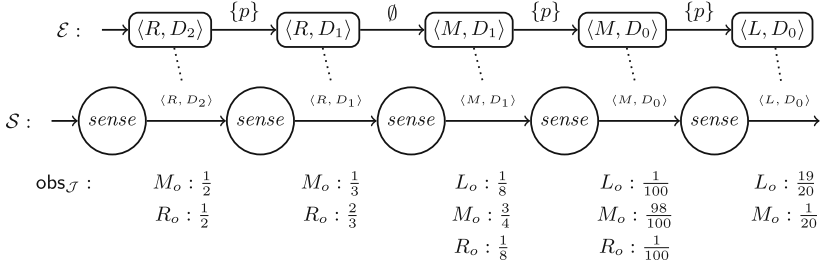 {p} ∅ {p} {p}
ℰ : ⟨R, D₂⟩ ⟨R, D₁⟩ ⟨M, D₁⟩ ⟨M, D₀⟩ ⟨L, D₀⟩
⟨R, D₂⟩ ⟨R, D₁⟩ ⟨M, D₁⟩ ⟨M, D₀⟩ ⟨L, D₀⟩
𝒮 : sense sense sense sense sense
obs_𝒥 : Mₒ : 1/2 Mₒ : 1/3 Lₒ : 1/8 Lₒ : 1/100 Lₒ : 19/20
Rₒ : 1/2 Rₒ : 2/3 Mₒ : 3/4 Mₒ : 98/100 Mₒ : 1/20
Rₒ : 1/8 Rₒ : 1/100